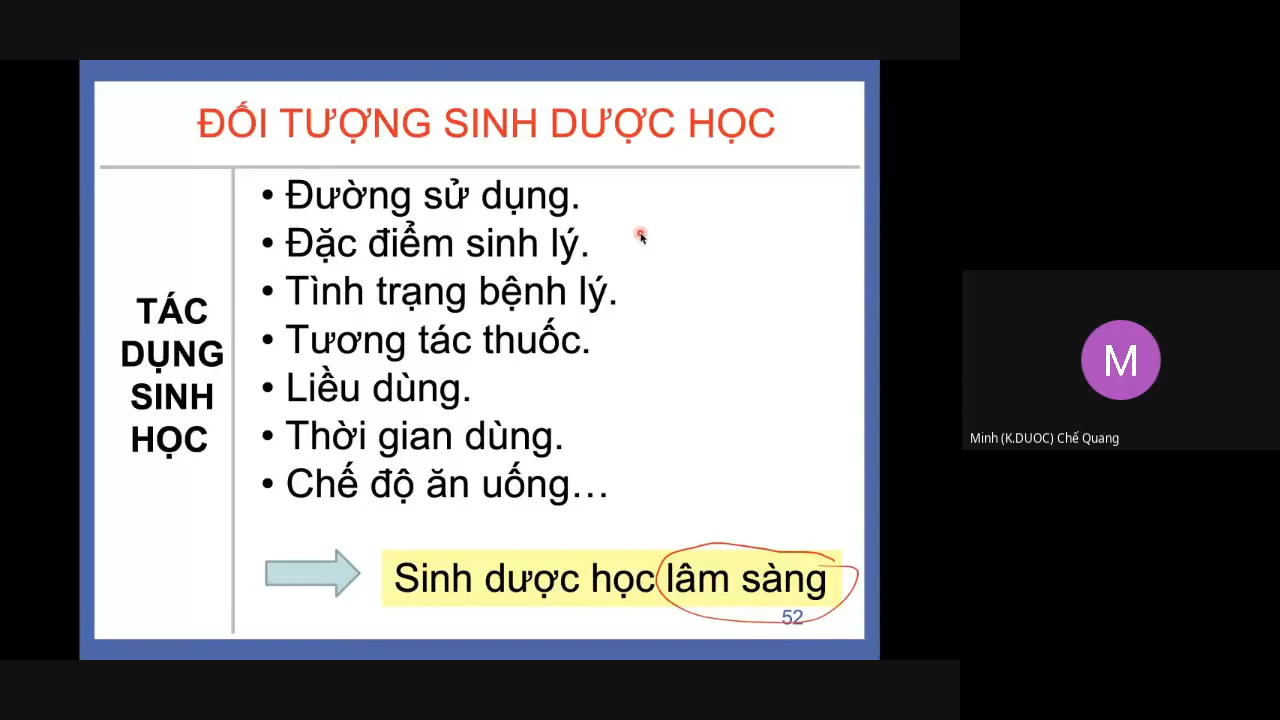 ĐỐI TƯỢNG SINH DƯỢC HỌC
TÁC
DỤNG
SINH
HỌC
• Đường sử dụng.
• Đặc điểm sinh lý.
• Tình trạng bệnh lý.
• Tương tác thuốc.
• Liều dùng.
• Thời gian dùng.
• Chế độ ăn uống...
Sinh dược học lâm sàng
52
M
Minh (K.DUOC) Chế Quang